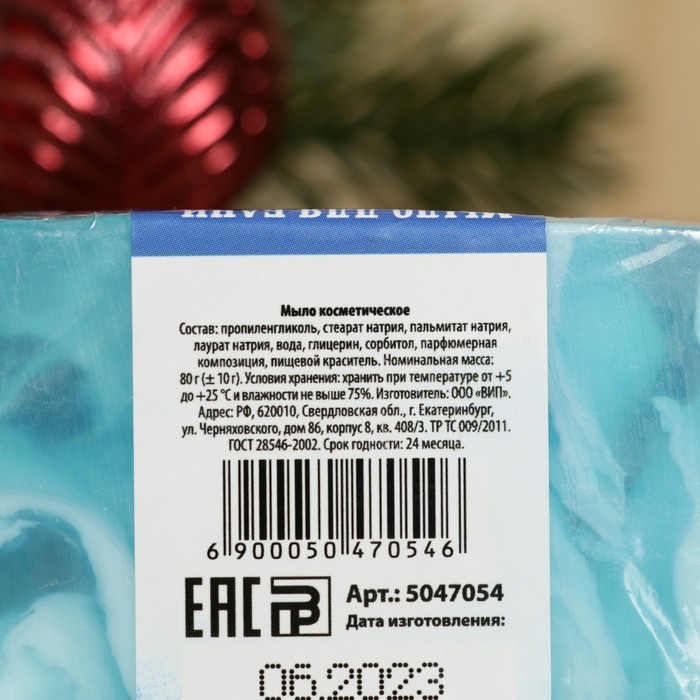 МЫЛО ДЛЯ БАНИ
Мыло косметическое
Состав: пропиленгликоль, стеарат натрия, пальмитат натрия,
лаурат натрия, вода, глицерин, сорбитол, парфюмерная
композиция, пищевой краситель. Номинальная масса:
80 г (± 10 г). Условия хранения: хранить при температуре от +5
до +25 °С и влажности не выше 75%. Изготовитель: ООО «ВИП».
Адрес: РФ, 620010, Свердловская обл., г. Екатеринбург,
ул. Черняховского, дом 86, корпус 8, кв. 408/3. ТР ТС 009/2011.
ГОСТ 28546-2002. Срок годности: 24 месяца.
6 900050 470546
ЕАС
Арт.: 5047054
Дата изготовления:
06.2023